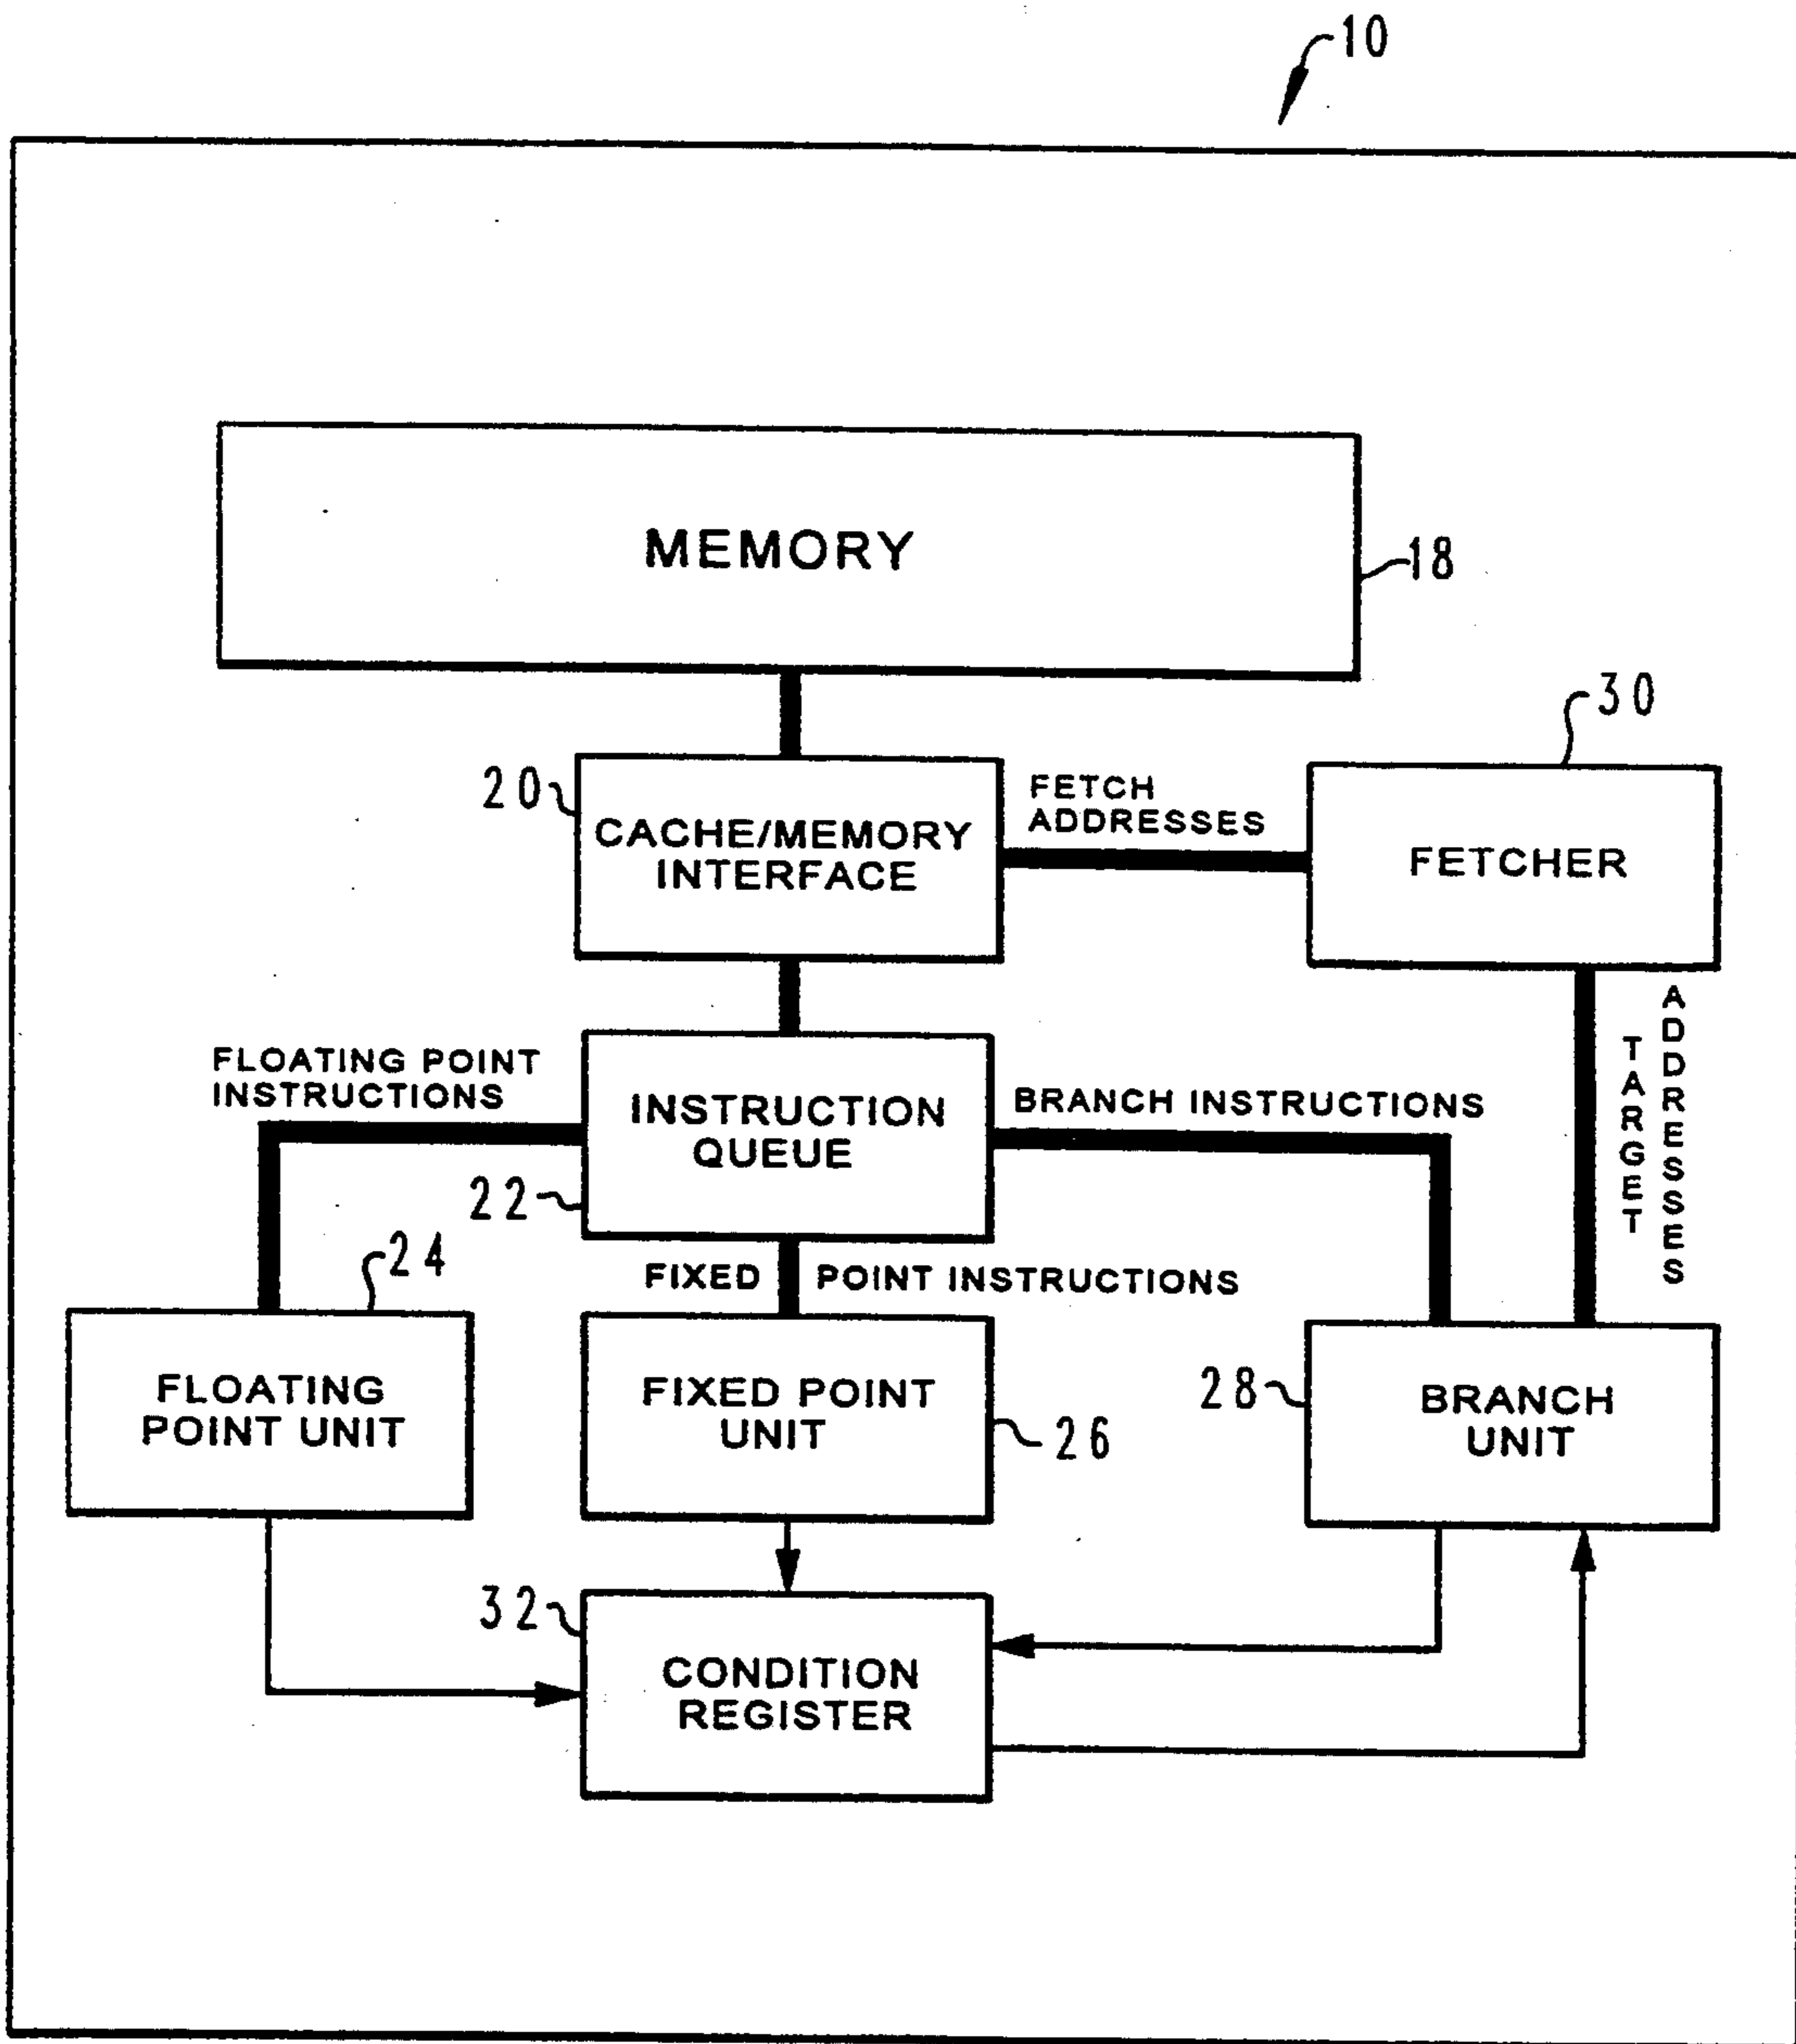 10
MEMORY
18
30
20
CACHE/MEMORY
INTERFACE
FETCH
ADDRESSES
FETCHER
FLOATING POINT
INSTRUCTIONS
INSTRUCTION
QUEUE
22
BRANCH INSTRUCTIONS
TARGET
ADDRESSES
24
FIXED POINT INSTRUCTIONS
FLOATING
POINT UNIT
FIXED POINT
UNIT
26
28
BRANCH
UNIT
32
CONDITION
REGISTER